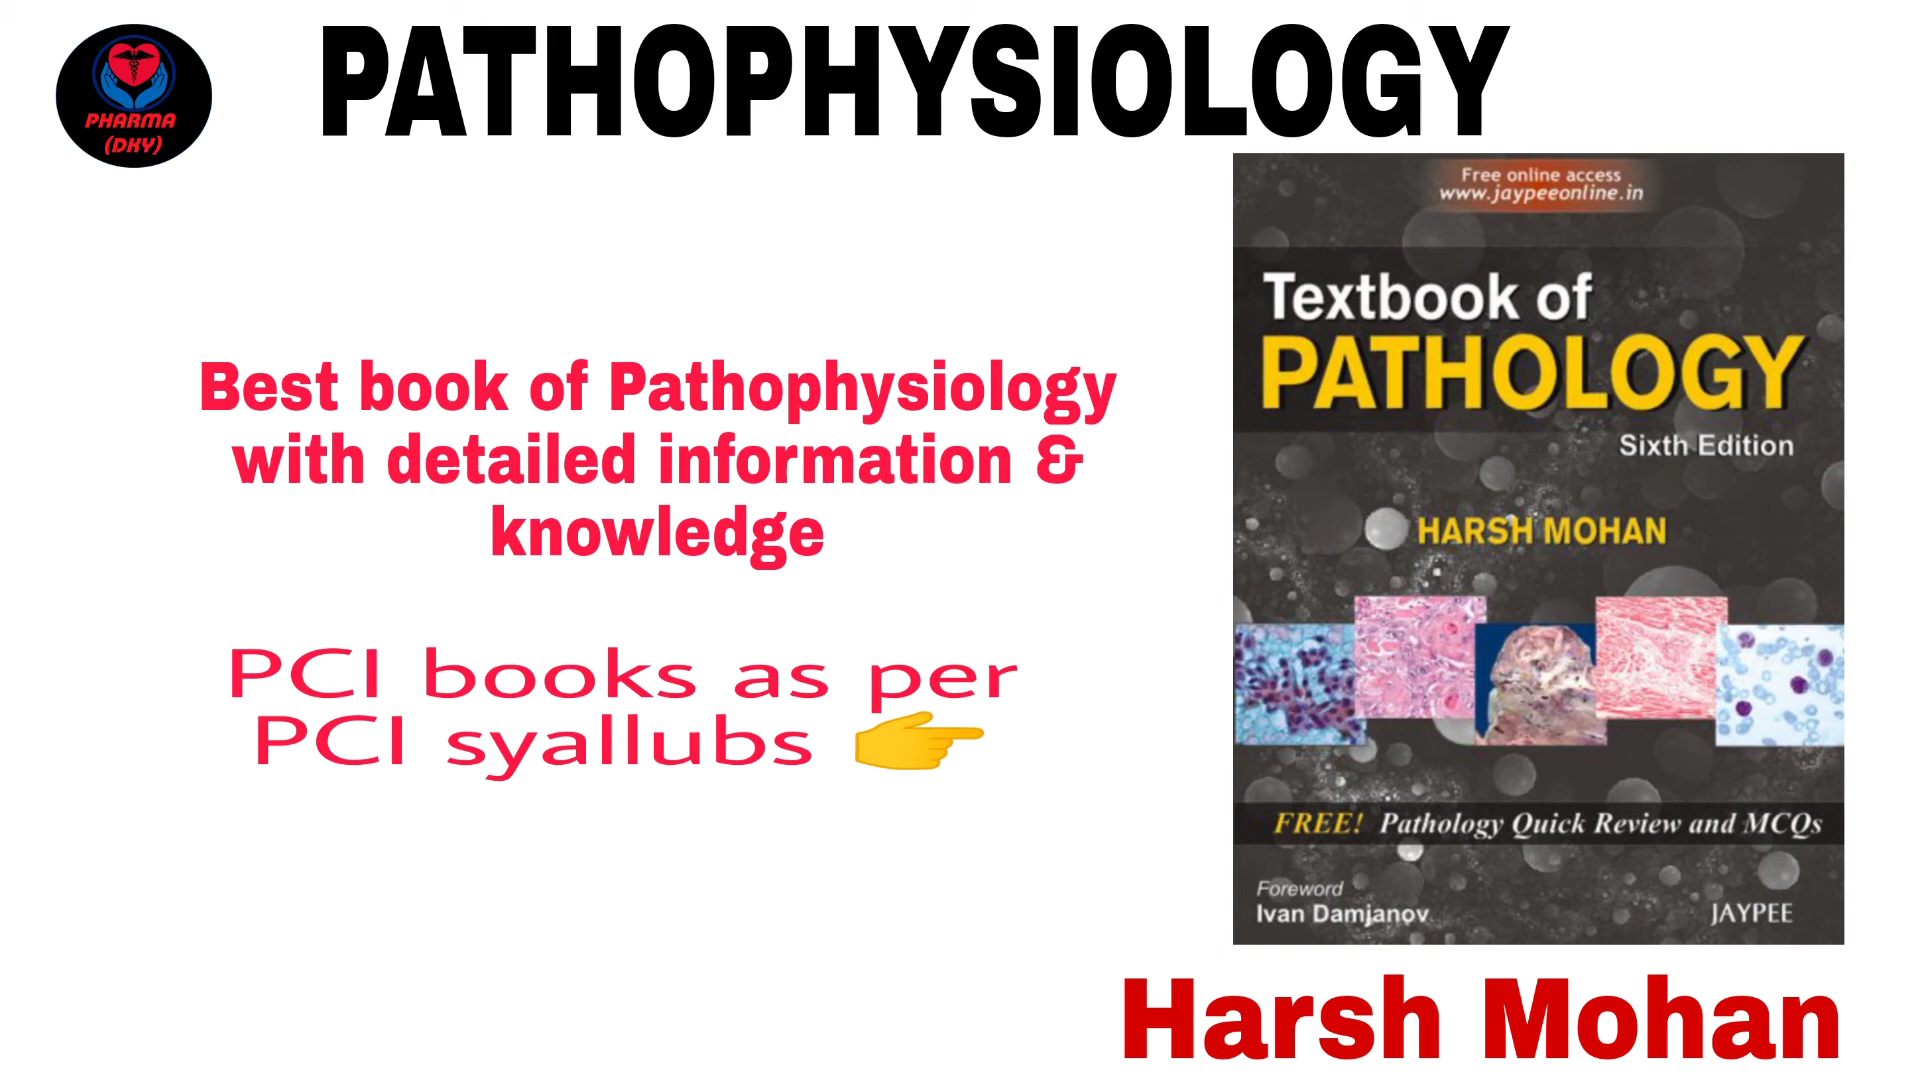 PATHOPHYSIOLOGY
PHARMA
(DKY)
Best book of Pathophysiology
with detailed information &
knowledge
PCI books as per
PCI syallubs 👉
Free online access
www.jaypeeonline.in
Textbook of
PATHOLOGY
Sixth Edition
HARSH MOHAN
FREE! Pathology Quick Review and MCQs
Foreword
Ivan Damjanov
JAYPEE
Harsh Mohan